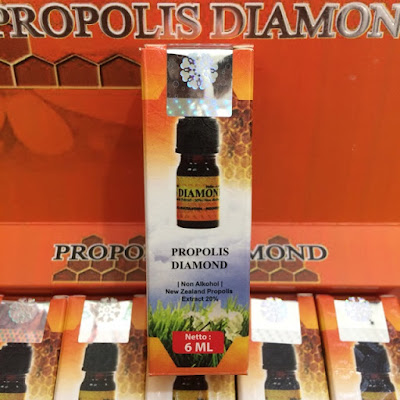 PROPOLIS DIAMOND
DIAMOND
PROPOLIS
DIAMOND
| Non Alkohol |
New Zealand Propolis
Extract 20%
Netto :
6 ML
PROPOLIS DIAMOND